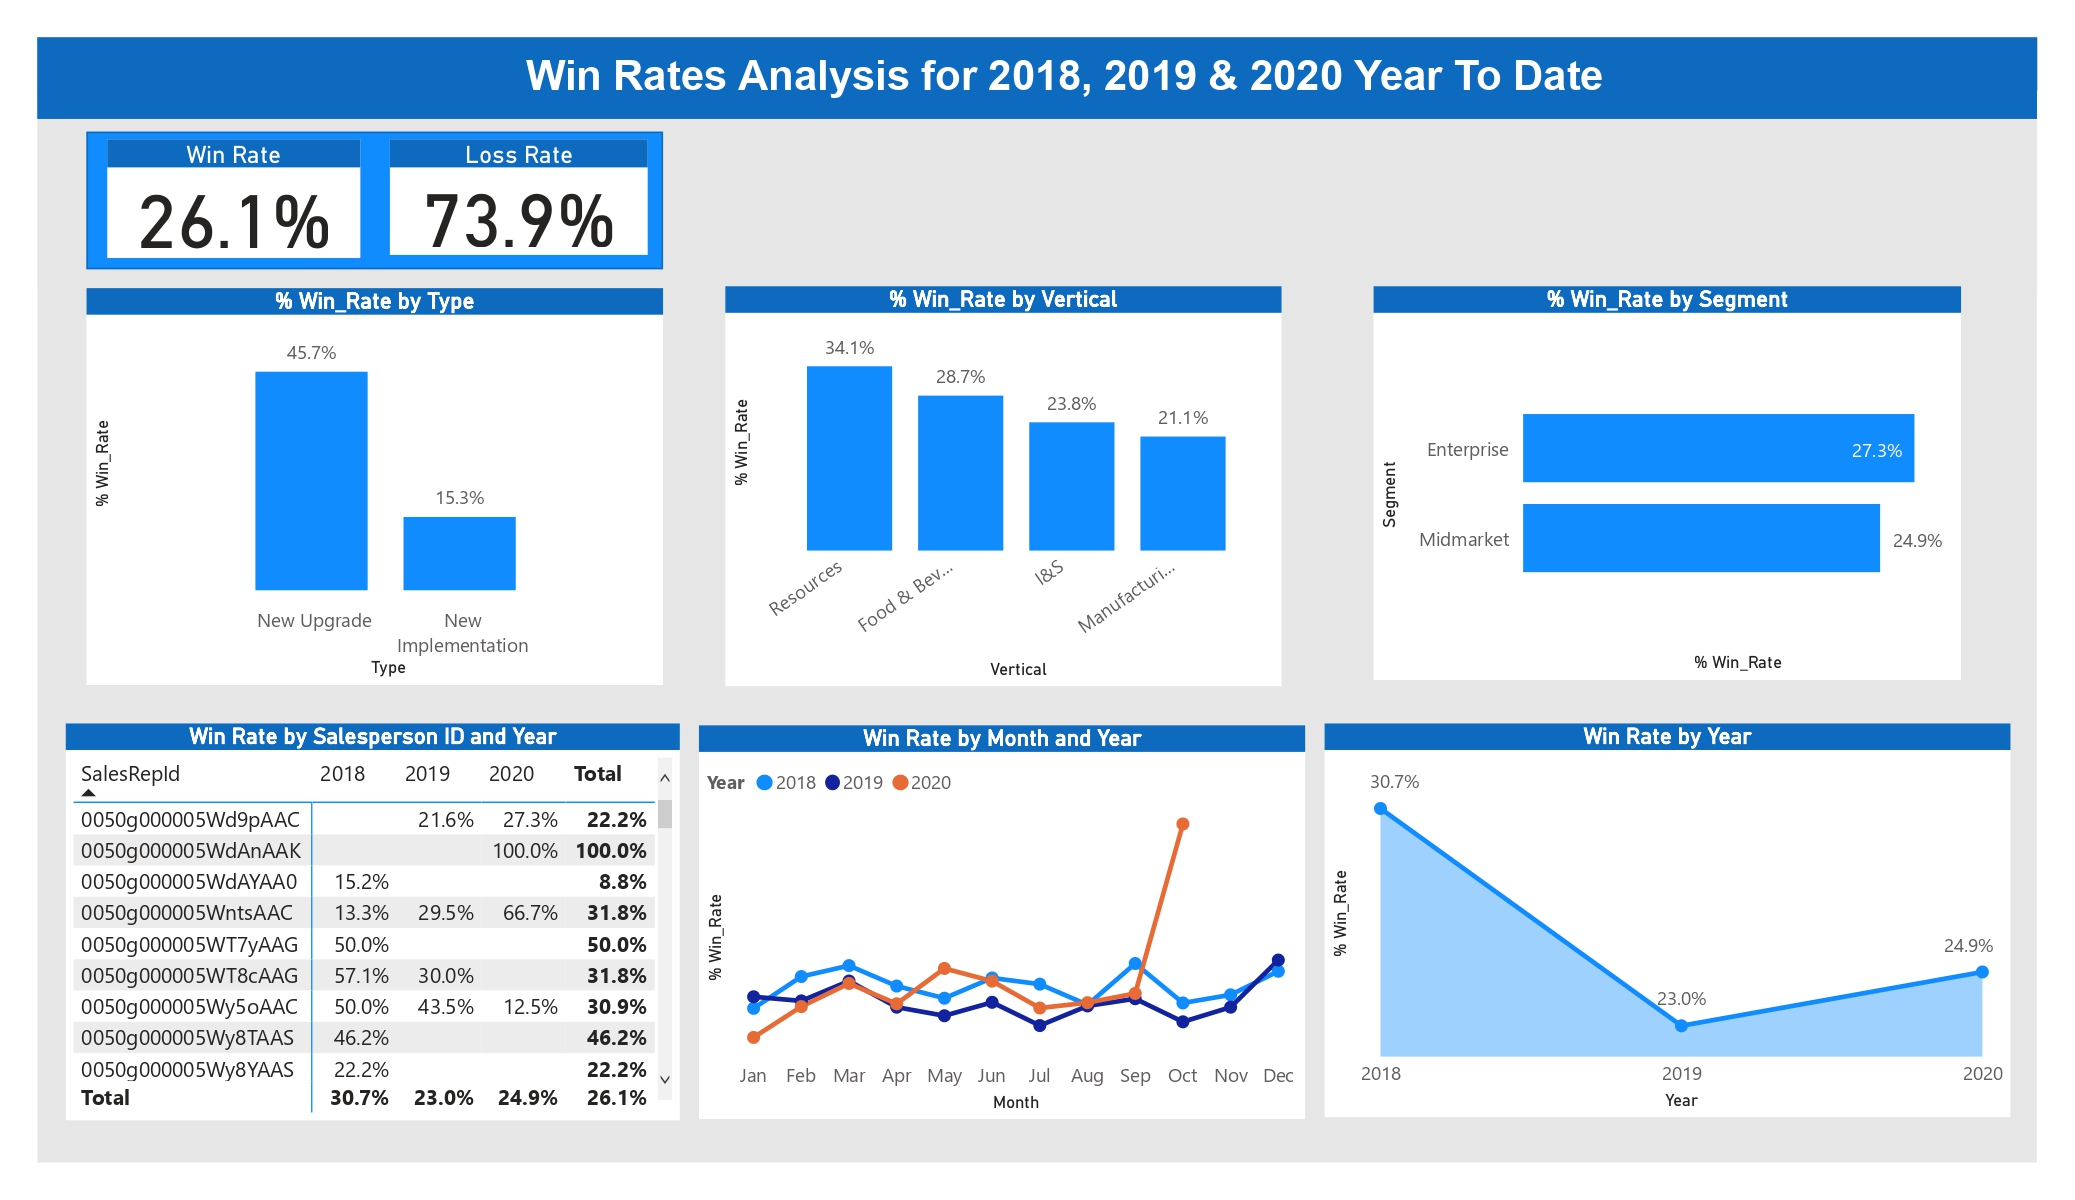 Win Rates Analysis for 2018, 2019 & 2020 Year To Date
Win Rate
Loss Rate
26.1%
73.9%
% Win_Rate by Type
% Win_Rate
45.7%
15.3%
New Upgrade
New
Implementation
Type
% Win_Rate by Vertical
% Win_Rate
34.1%
28.7%
23.8%
21.1%
Resources
Food & Bev...
I&S
Manufacturi...
Vertical
% Win_Rate by Segment
Segment
Enterprise
27.3%
Midmarket
24.9%
% Win_Rate
Win Rate by Salesperson ID and Year
SalesRepId 2018 2019 2020 Total
0050g000005Wd9pAAC 21.6% 27.3% 22.2%
0050g000005WdAnAAK 100.0% 100.0%
0050g000005WdAYAA0 15.2% 8.8%
0050g000005WntsAAC 13.3% 29.5% 66.7% 31.8%
0050g000005WT7yAAG 50.0% 50.0%
0050g000005WT8cAAG 57.1% 30.0% 31.8%
0050g000005Wy5oAAC 50.0% 43.5% 12.5% 30.9%
0050g000005Wy8TAAS 46.2% 46.2%
0050g000005Wy8YAAS 22.2% 22.2%
Total 30.7% 23.0% 24.9% 26.1%
Win Rate by Month and Year
Year 2018 2019 2020
% Win_Rate
Jan Feb Mar Apr May Jun Jul Aug Sep Oct Nov Dec
Month
Win Rate by Year
% Win_Rate
30.7%
23.0%
24.9%
2018 2019 2020
Year